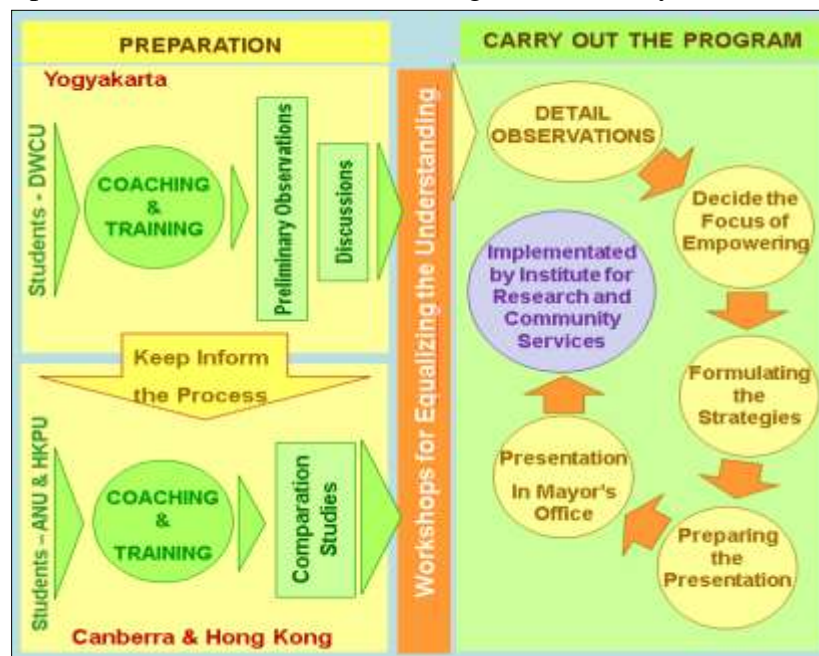 PREPARATION
Yogyakarta
Students - DWCU
COACHING
&
TRAINING
Preliminary Observations
Discussions
Keep Inform
the Process
Students – ANU & HKPU
COACHING
&
TRAINING
Comparation
Studies
Canberra & Hong Kong
Workshops for Equalizing the Understanding
CARRY OUT THE PROGRAM
DETAIL
OBSERVATIONS
Decide the
Focus of
Empowering
Formulating
the
Strategies
Preparing
the
Presentation
Presentation
In Mayor's
Office
Implementated
by Institute for
Research and
Community
Services